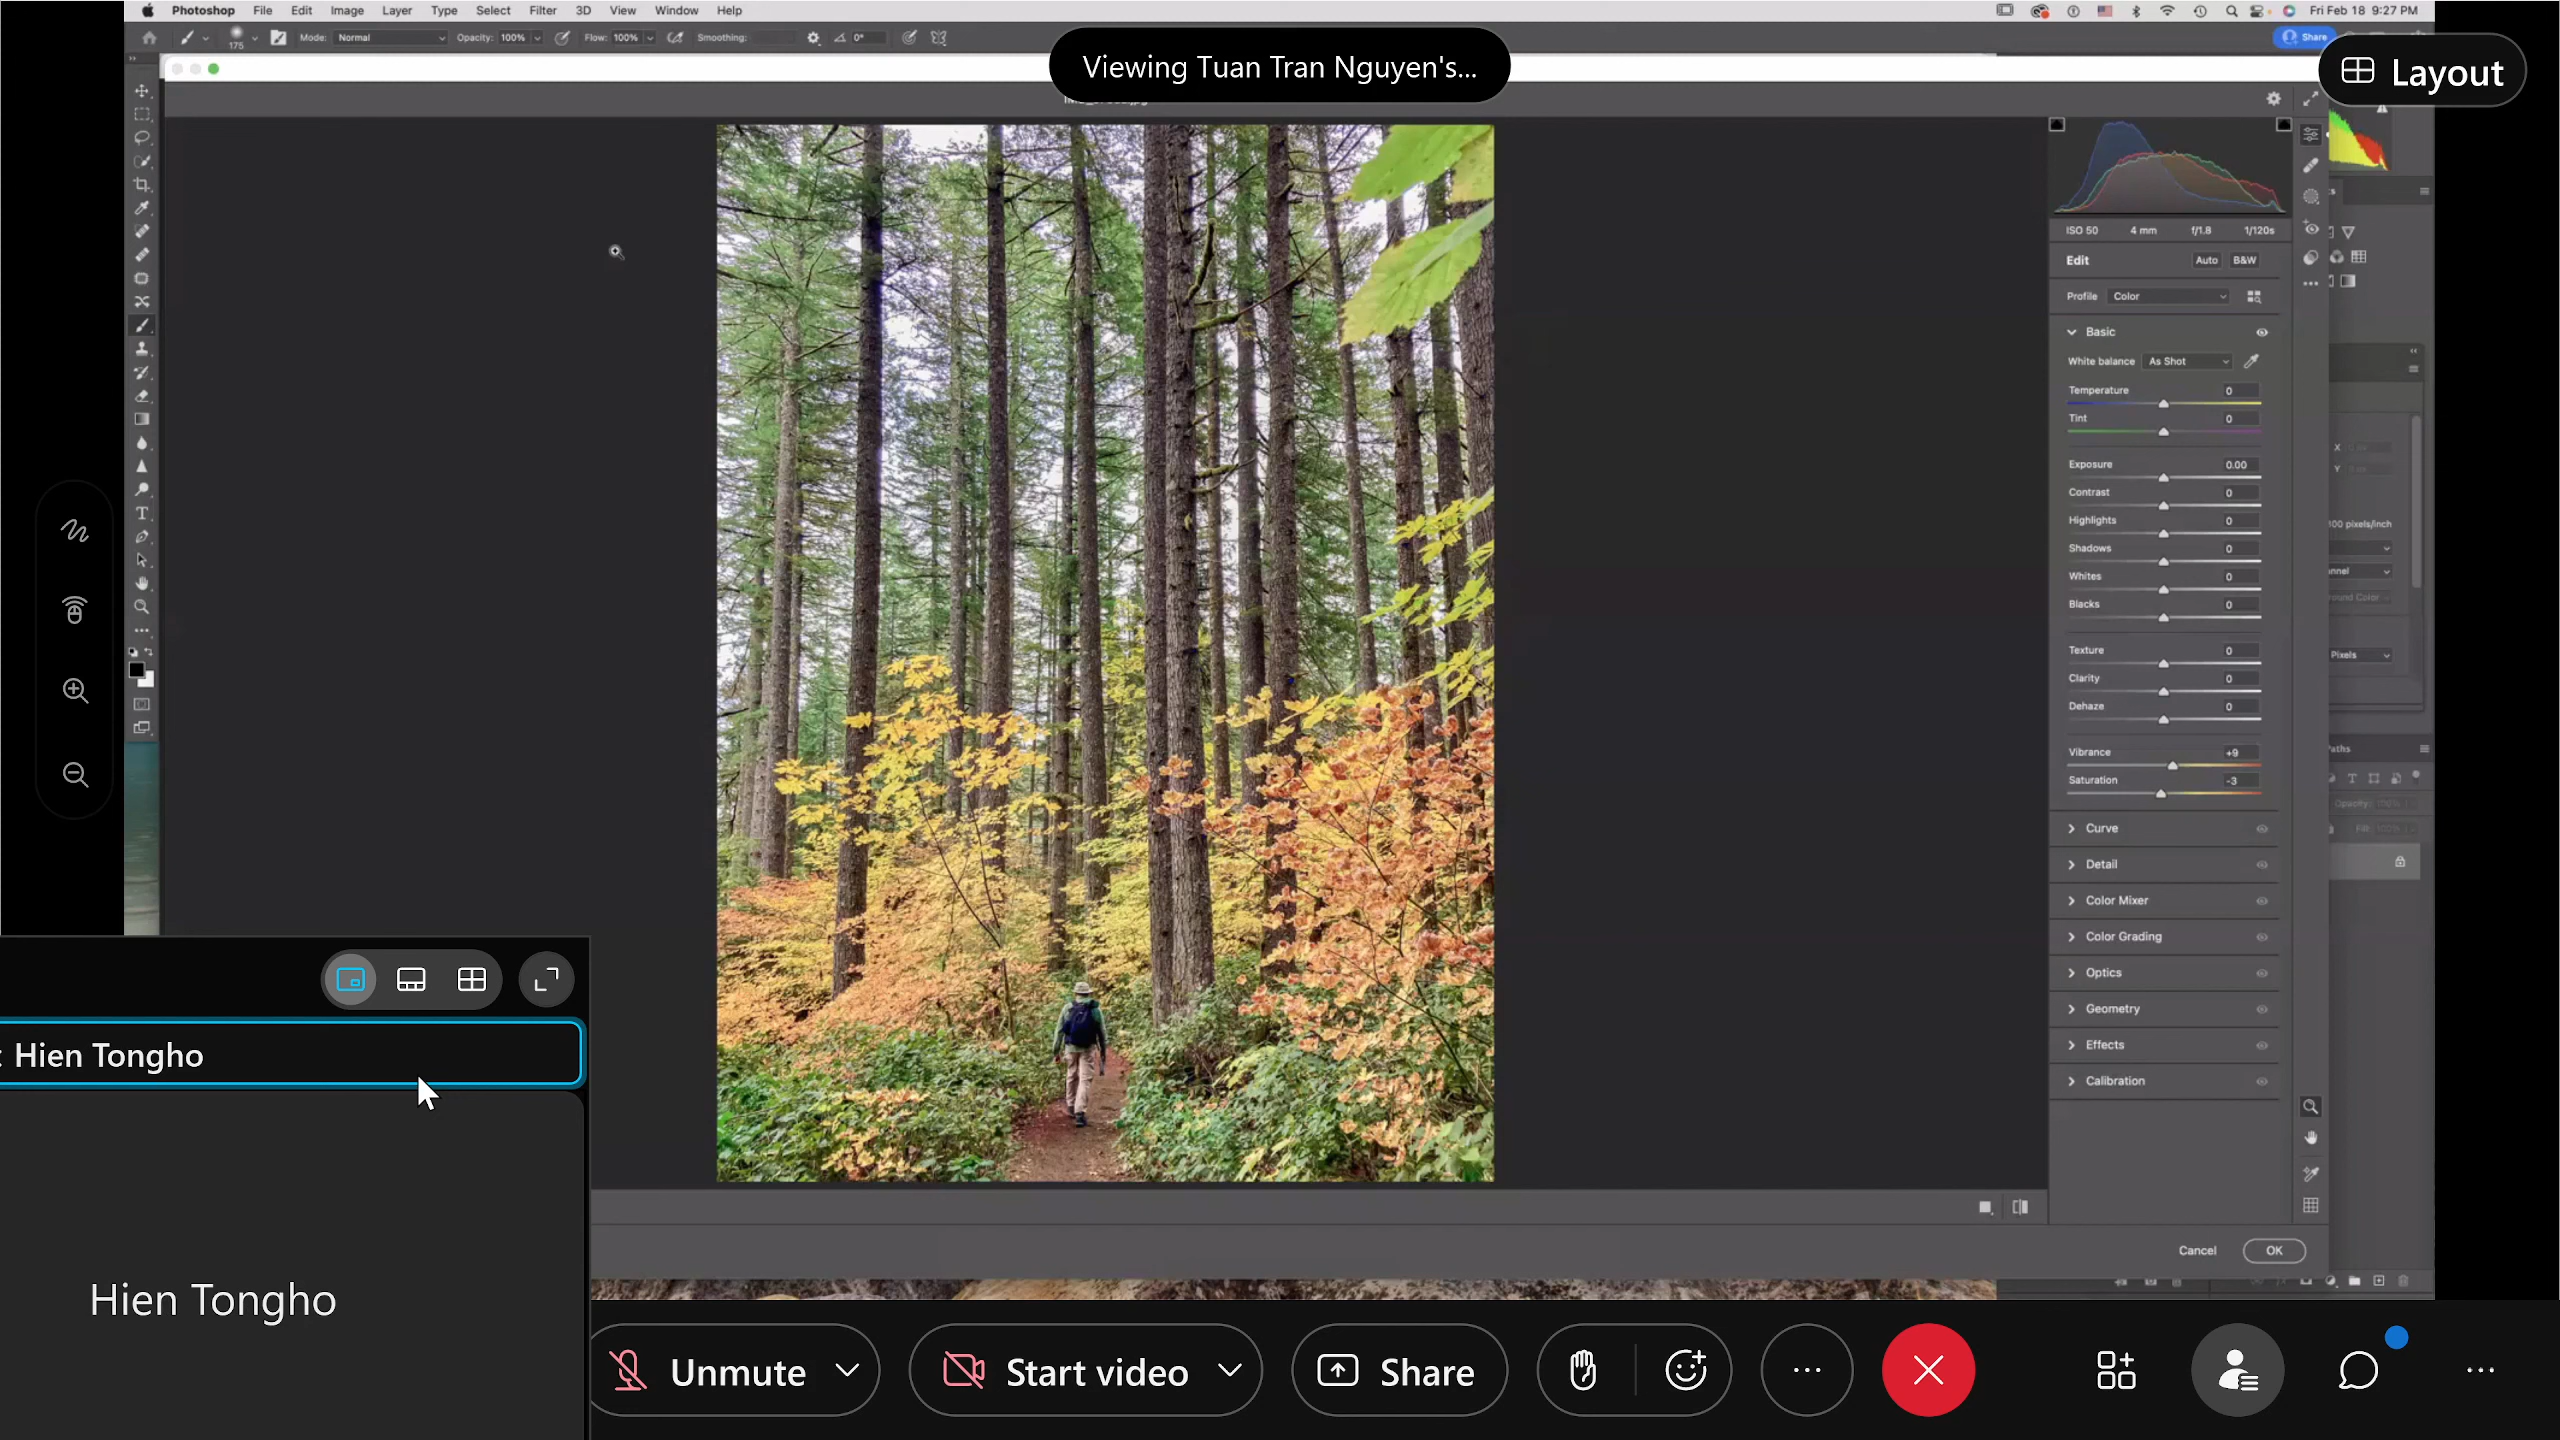 Photoshop File Edit Image Layer Type Select Filter 3D View Window Help Fri Feb 18 9:27 PM
175 Mode: Normal Opacity: 100% Flow: 100% Smoothing: 0° Share
Viewing Tuan Tran Nguyen's...
Layout
ISO 50 4 mm f/1.8 1/120s
Edit Auto B&W
Profile Color
Basic
White balance As Shot
Temperature 0
Tint 0
Exposure 0.00
Contrast 0
Highlights 0
Shadows 0
Whites 0
Blacks 0
Texture 0
Clarity 0
Dehaze 0
Vibrance +9
Saturation -3
Curve
Detail
Color Mixer
Color Grading
Optics
Geometry
Effects
Calibration
X
Y
Pixels
Opacity:
Fill:
Cancel OK
: Hien Tongho
Hien Tongho
Unmute Start video Share